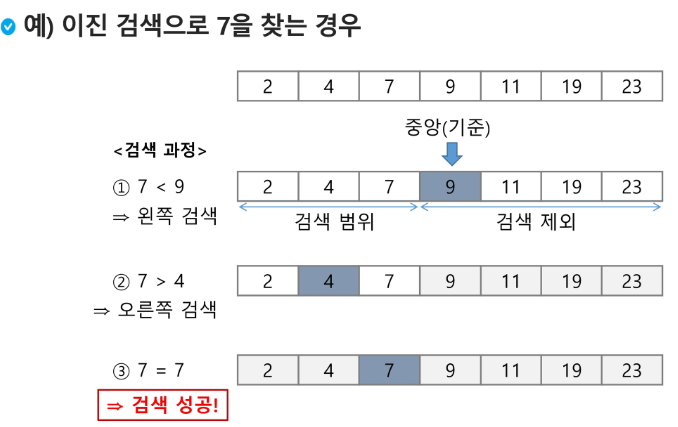 예) 이진 검색으로 7을 찾는 경우
2 4 7 9 11 19 23
중앙(기준)
<검색 과정>
① 7 < 9
2 4 7 9 11 19 23
⇒ 왼쪽 검색
검색 범위 검색 제외
② 7 > 4
2 4 7 9 11 19 23
⇒ 오른쪽 검색
③ 7 = 7
2 4 7 9 11 19 23
⇒ 검색 성공!